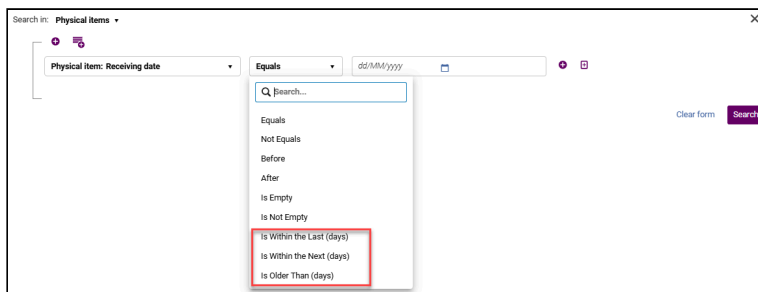 Search in: Physical items
Physical item: Receiving date
Equals
dd/MM/yyyy
Search...
Equals
Not Equals
Before
After
Is Empty
Is Not Empty
Is Within the Last (days)
Is Within the Next (days)
Is Older Than (days)
Clear form
Search